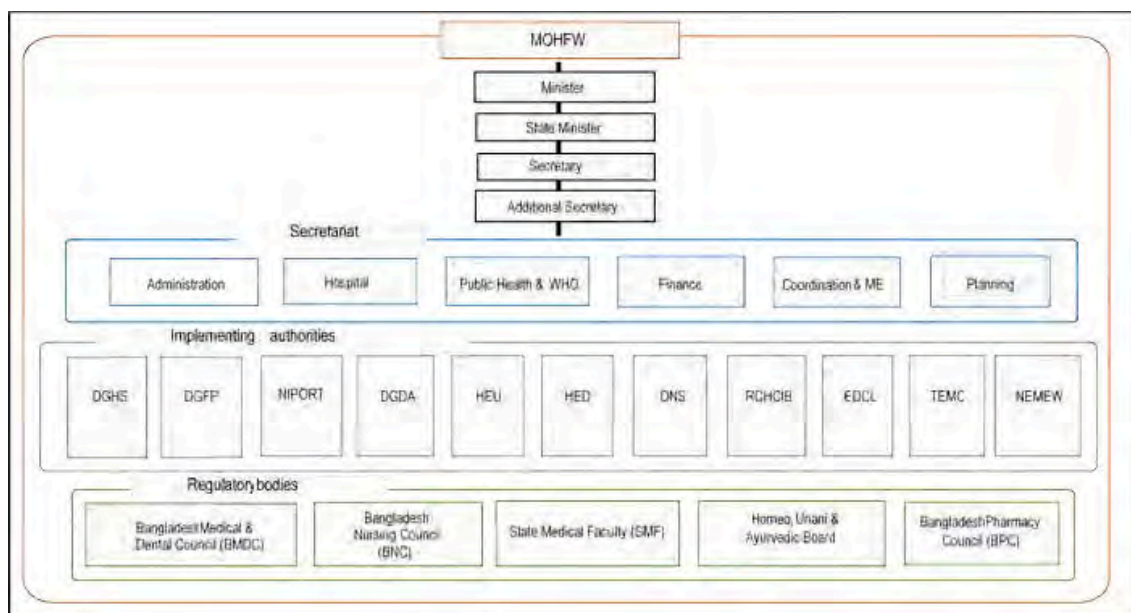 MOHFW
Minister
State Minister
Secretary
Additional Secretary
Secretariat
Administration
Hospital
Public Health & WHO
Finance
Coordination & ME
Planning
Implementing authorities
DGHS
DGFP
NIPORT
DGDA
HEU
HED
DNS
RCHCIB
EDCL
TEMC
NEMEW
Regulatory bodies
Bangladesh Medical &
Dental Council (BMDC)
Bangladesh
Nursing Council
(BNC)
State Medical Faculty (SMF)
Homeo, Unani &
Ayurvedic Board
Bangladesh Pharmacy
Council (BPC)